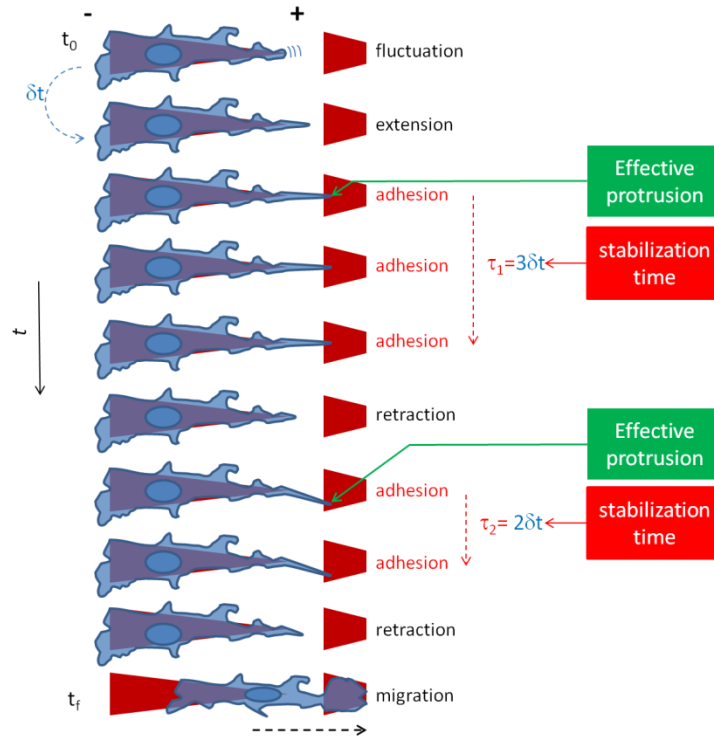 - +
t0
fluctuation
δt
extension
Effective
protrusion
adhesion
stabilization
time
adhesion
τ1=3δt
t
adhesion
retraction
Effective
protrusion
adhesion
stabilization
time
τ2= 2δt
adhesion
retraction
tf
migration